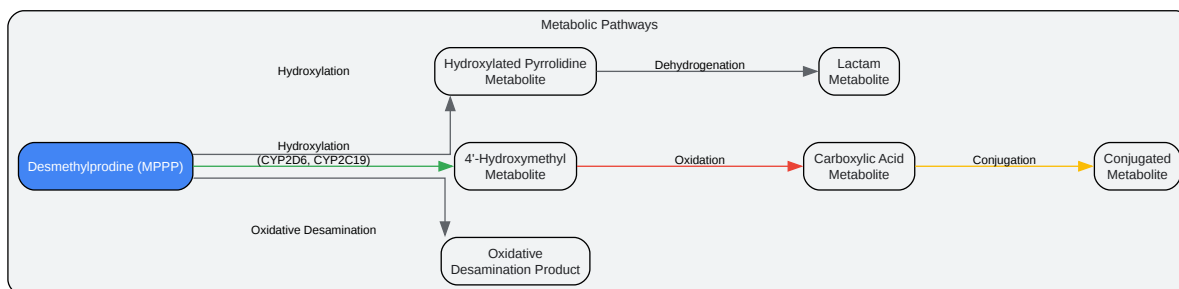 Metabolic Pathways
Hydroxylation
Hydroxylated Pyrrolidine
Metabolite
Dehydrogenation
Lactam
Metabolite
Desmethylprodine (MPPP)
Hydroxylation
(CYP2D6, CYP2C19)
4'-Hydroxymethyl
Metabolite
Oxidation
Carboxylic Acid
Metabolite
Conjugation
Conjugated
Metabolite
Oxidative Desamination
Oxidative
Desamination Product